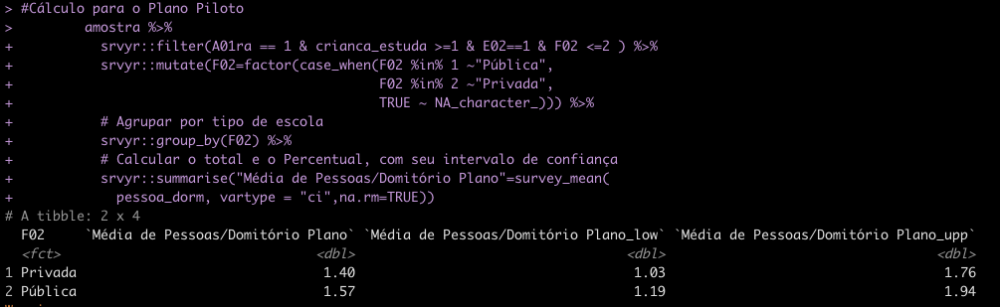 > #Cálculo para o Plano Piloto
> amostra %>%
+ srvyr::filter(A01ra == 1 & crianca_estuda >=1 & E02==1 & F02 <=2 ) %>%
+ srvyr::mutate(F02=factor(case_when(F02 %in% 1 ~"Pública",
+ F02 %in% 2 ~"Privada",
+ TRUE ~ NA_character_))) %>%
+ # Agrupar por tipo de escola
+ srvyr::group_by(F02) %>%
+ # Calcular o total e o Percentual, com seu intervalo de confiança
+ srvyr::summarise("Média de Pessoas/Domitório Plano"=survey_mean(
+ pessoa_dorm, vartype = "ci",na.rm=TRUE))
# A tibble: 2 x 4
F02 `Média de Pessoas/Domitório Plano` `Média de Pessoas/Domitório Plano_low` `Média de Pessoas/Domitório Plano_upp`
<fct> <dbl> <dbl> <dbl>
1 Privada 1.40 1.03 1.76
2 Pública 1.57 1.19 1.94